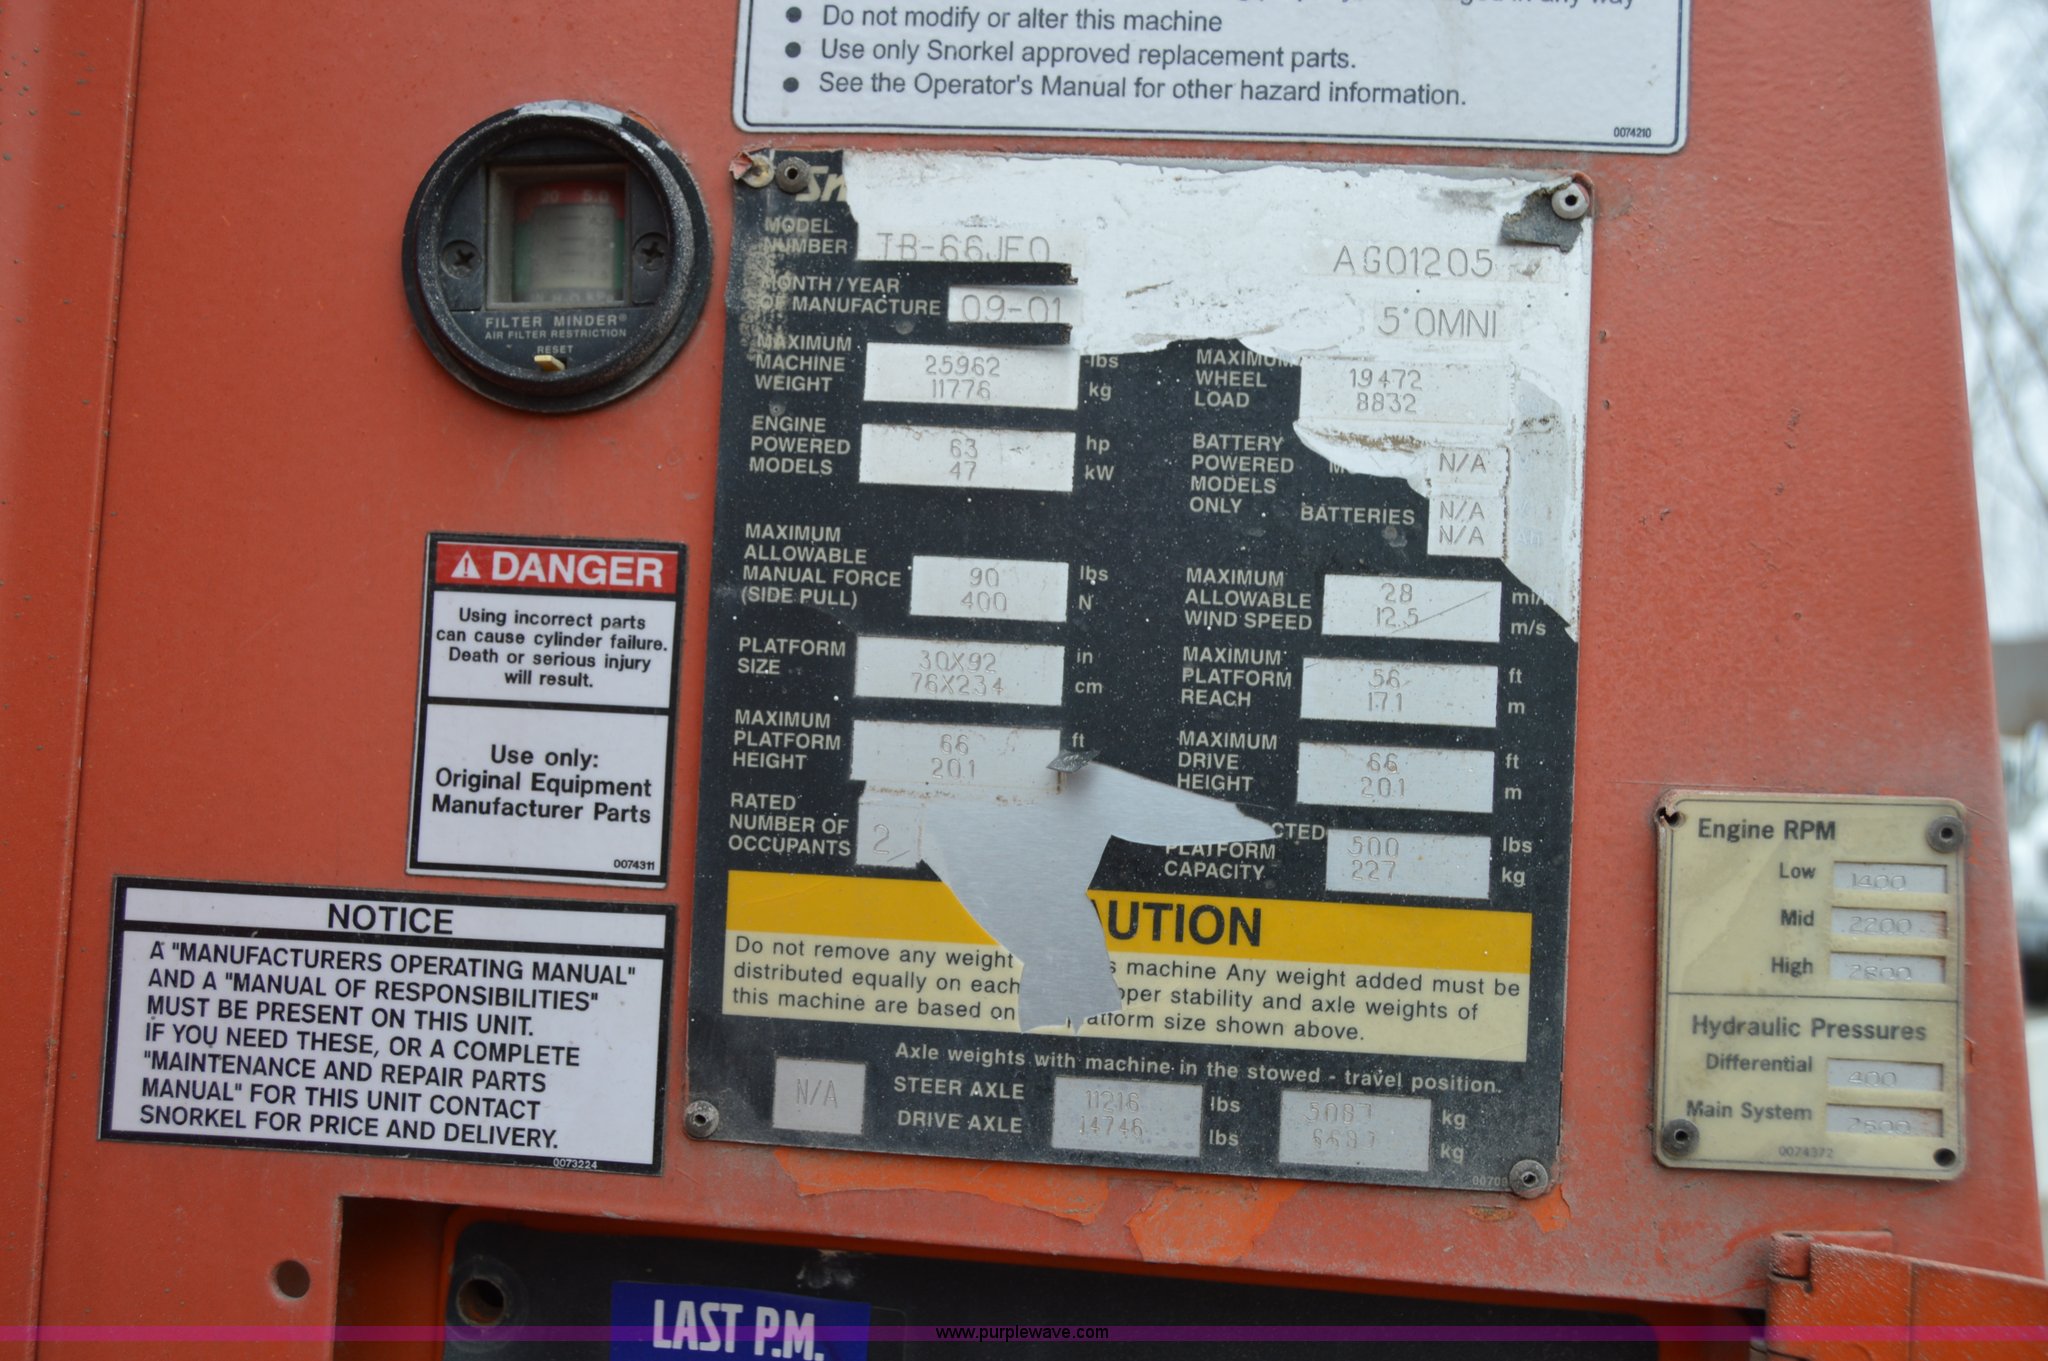 Do not modify or alter this machine
Use only Snorkel approved replacement parts.
See the Operator's Manual for other hazard information.
0074210
FILTER MINDER®
AIR FILTER RESTRICTION
RESET
Sn
MODEL
NUMBER
TB-66JEO
AG01205
MONTH/YEAR
OF MANUFACTURE
09-01
MAXIMUM
MACHINE
WEIGHT
25962
11776
lbs
kg
5'OMNI
MAXIMUM
WHEEL
LOAD
19472
8832
ENGINE
POWERED
MODELS
63
47
hp
kW
BATTERY
POWERED
MODELS
ONLY
N/A
BATTERIES
N/A
N/A
MAXIMUM
ALLOWABLE
MANUAL FORCE
(SIDE PULL)
90
400
lbs
N
MAXIMUM
ALLOWABLE
WIND SPEED
28
12.5
m/s
PLATFORM
SIZE
30X92
76X234
in
cm
MAXIMUM
PLATFORM
REACH
56
17.1
ft
m
MAXIMUM
PLATFORM
HEIGHT
66
20.1
ft
MAXIMUM
DRIVE
HEIGHT
66
20.1
ft
m
RATED
NUMBER OF
OCCUPANTS
2
CTED
PLATFORM
CAPACITY
500
227
lbs
kg
AUTION
Do not remove any weight s machine Any weight added must be
distributed equally on each oper stability and axle weights of
this machine are based on atform size shown above.
Axle weights with machine in the stowed - travel position.
N/A
STEER AXLE 11216 lbs kg
DRIVE AXLE 14746 lbs kg
DANGER
Using incorrect parts
can cause cylinder failure.
Death or serious injury
will result.
Use only:
Original Equipment
Manufacturer Parts
0074311
NOTICE
A "MANUFACTURERS OPERATING MANUAL"
AND A "MANUAL OF RESPONSIBILITIES"
MUST BE PRESENT ON THIS UNIT.
IF YOU NEED THESE, OR A COMPLETE
"MAINTENANCE AND REPAIR PARTS
MANUAL" FOR THIS UNIT CONTACT
SNORKEL FOR PRICE AND DELIVERY.
0073224
Engine RPM
Low 1400
Mid 2200
High 2800
Hydraulic Pressures
Differential 400
Main System
0074372
LAST P.M.
www.purplewave.com